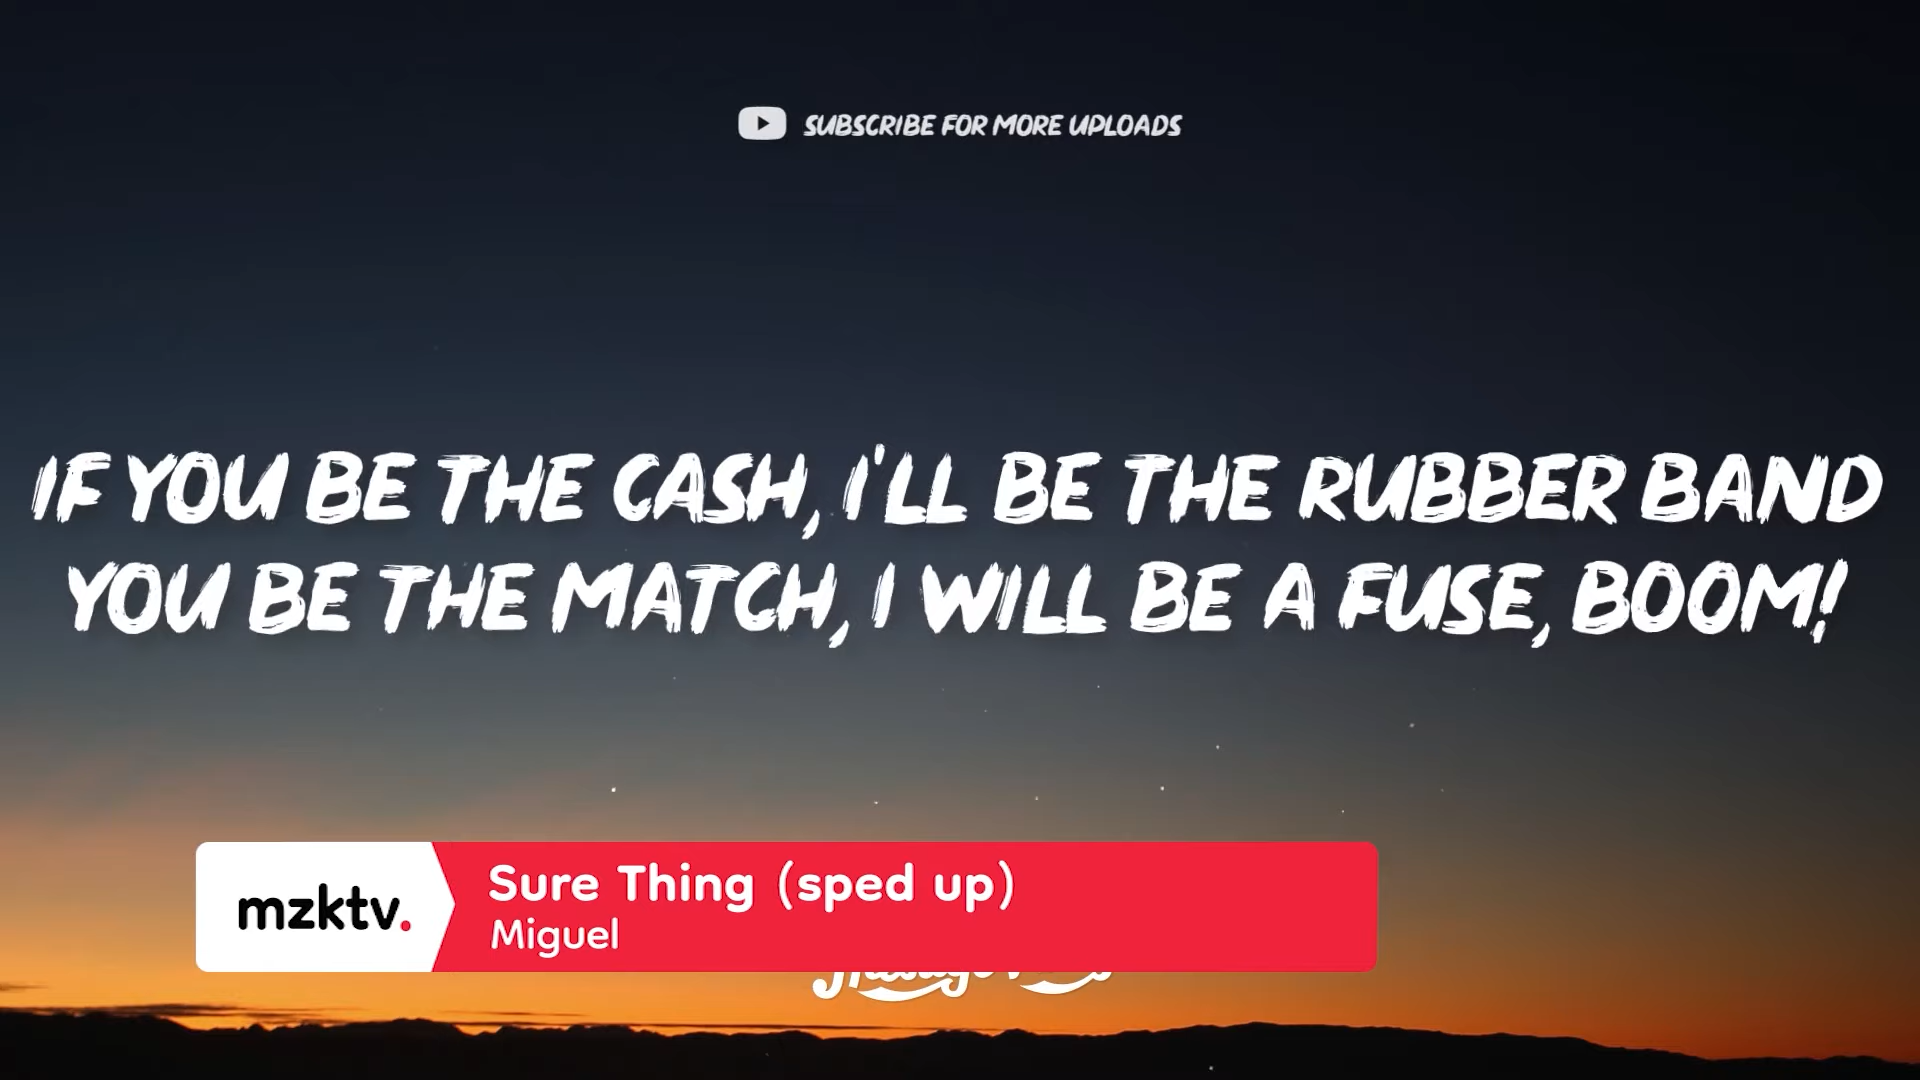 SUBSCRIBE FOR MORE UPLOADS
IF YOU BE THE CASH, I'LL BE THE RUBBER BAND
YOU BE THE MATCH, I WILL BE A FUSE, BOOM!
mzktv.
Sure Thing (sped up)
Miguel